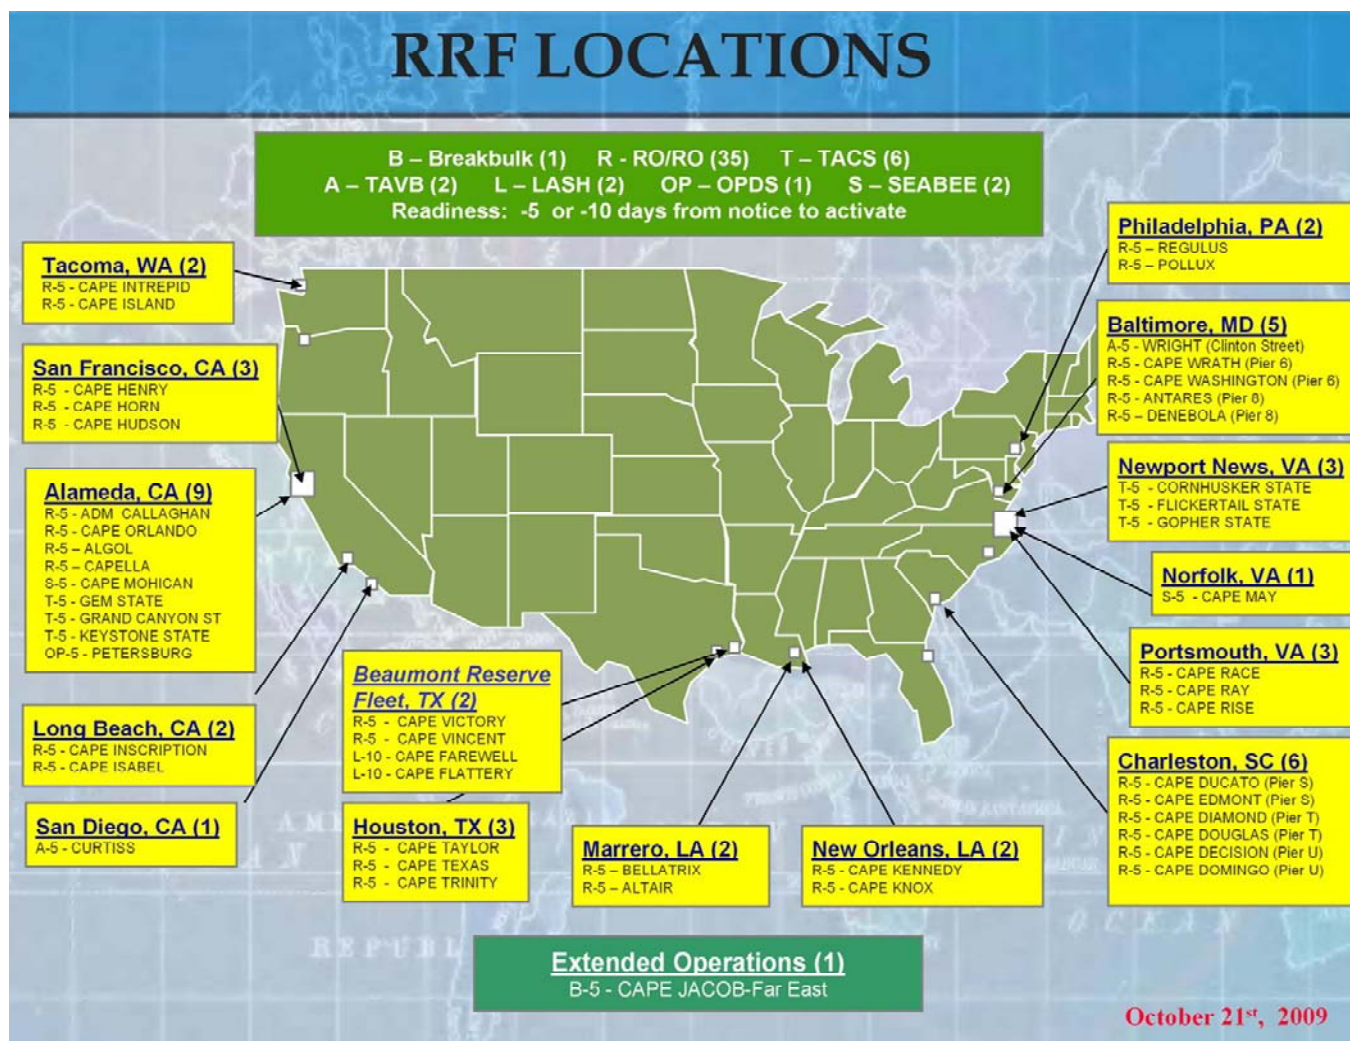 RRF LOCATIONS
B – Breakbulk (1) R - RO/RO (35) T – TACS (6)
A – TAVB (2) L – LASH (2) OP – OPDS (1) S – SEABEE (2)
Readiness: -5 or -10 days from notice to activate
Tacoma, WA (2)
R-5 - CAPE INTREPID
R-5 - CAPE ISLAND
San Francisco, CA (3)
R-5 - CAPE HENRY
R-5 - CAPE HORN
R-5 - CAPE HUDSON
Alameda, CA (9)
R-5 - ADM CALLAGHAN
R-5 - CAPE ORLANDO
R-5 – ALGOL
R-5 – CAPELLA
S-5 - CAPE MOHICAN
T-5 - GEM STATE
T-5 - GRAND CANYON ST
T-5 - KEYSTONE STATE
OP-5 - PETERSBURG
Long Beach, CA (2)
R-5 - CAPE INSCRIPTION
R-5 - CAPE ISABEL
San Diego, CA (1)
A-5 - CURTISS
Beaumont Reserve
Fleet, TX (2)
R-5 - CAPE VICTORY
R-5 - CAPE VINCENT
L-10 - CAPE FAREWELL
L-10 - CAPE FLATTERY
Houston, TX (3)
R-5 - CAPE TAYLOR
R-5 - CAPE TEXAS
R-5 - CAPE TRINITY
Marrero, LA (2)
R-5 – BELLATRIX
R-5 – ALTAIR
New Orleans, LA (2)
R-5 - CAPE KENNEDY
R-5 - CAPE KNOX
Philadelphia, PA (2)
R-5 – REGULUS
R-5 – POLLUX
Baltimore, MD (5)
A-5 - WRIGHT (Clinton Street)
R-5 - CAPE WRATH (Pier 6)
R-5 - CAPE WASHINGTON (Pier 6)
R-5 - ANTARES (Pier 8)
R-5 – DENEBOLA (Pier 8)
Newport News, VA (3)
T-5 - CORNHUSKER STATE
T-5 - FLICKERTAIL STATE
T-5 - GOPHER STATE
Norfolk, VA (1)
S-5 - CAPE MAY
Portsmouth, VA (3)
R-5 - CAPE RACE
R-5 - CAPE RAY
R-5 - CAPE RISE
Charleston, SC (6)
R-5 - CAPE DUCATO (Pier S)
R-5 - CAPE EDMONT (Pier S)
R-5 - CAPE DIAMOND (Pier T)
R-5 - CAPE DOUGLAS (Pier T)
R-5 - CAPE DECISION (Pier U)
R-5 - CAPE DOMINGO (Pier U)
Extended Operations (1)
B-5 - CAPE JACOB-Far East
October 21st, 2009